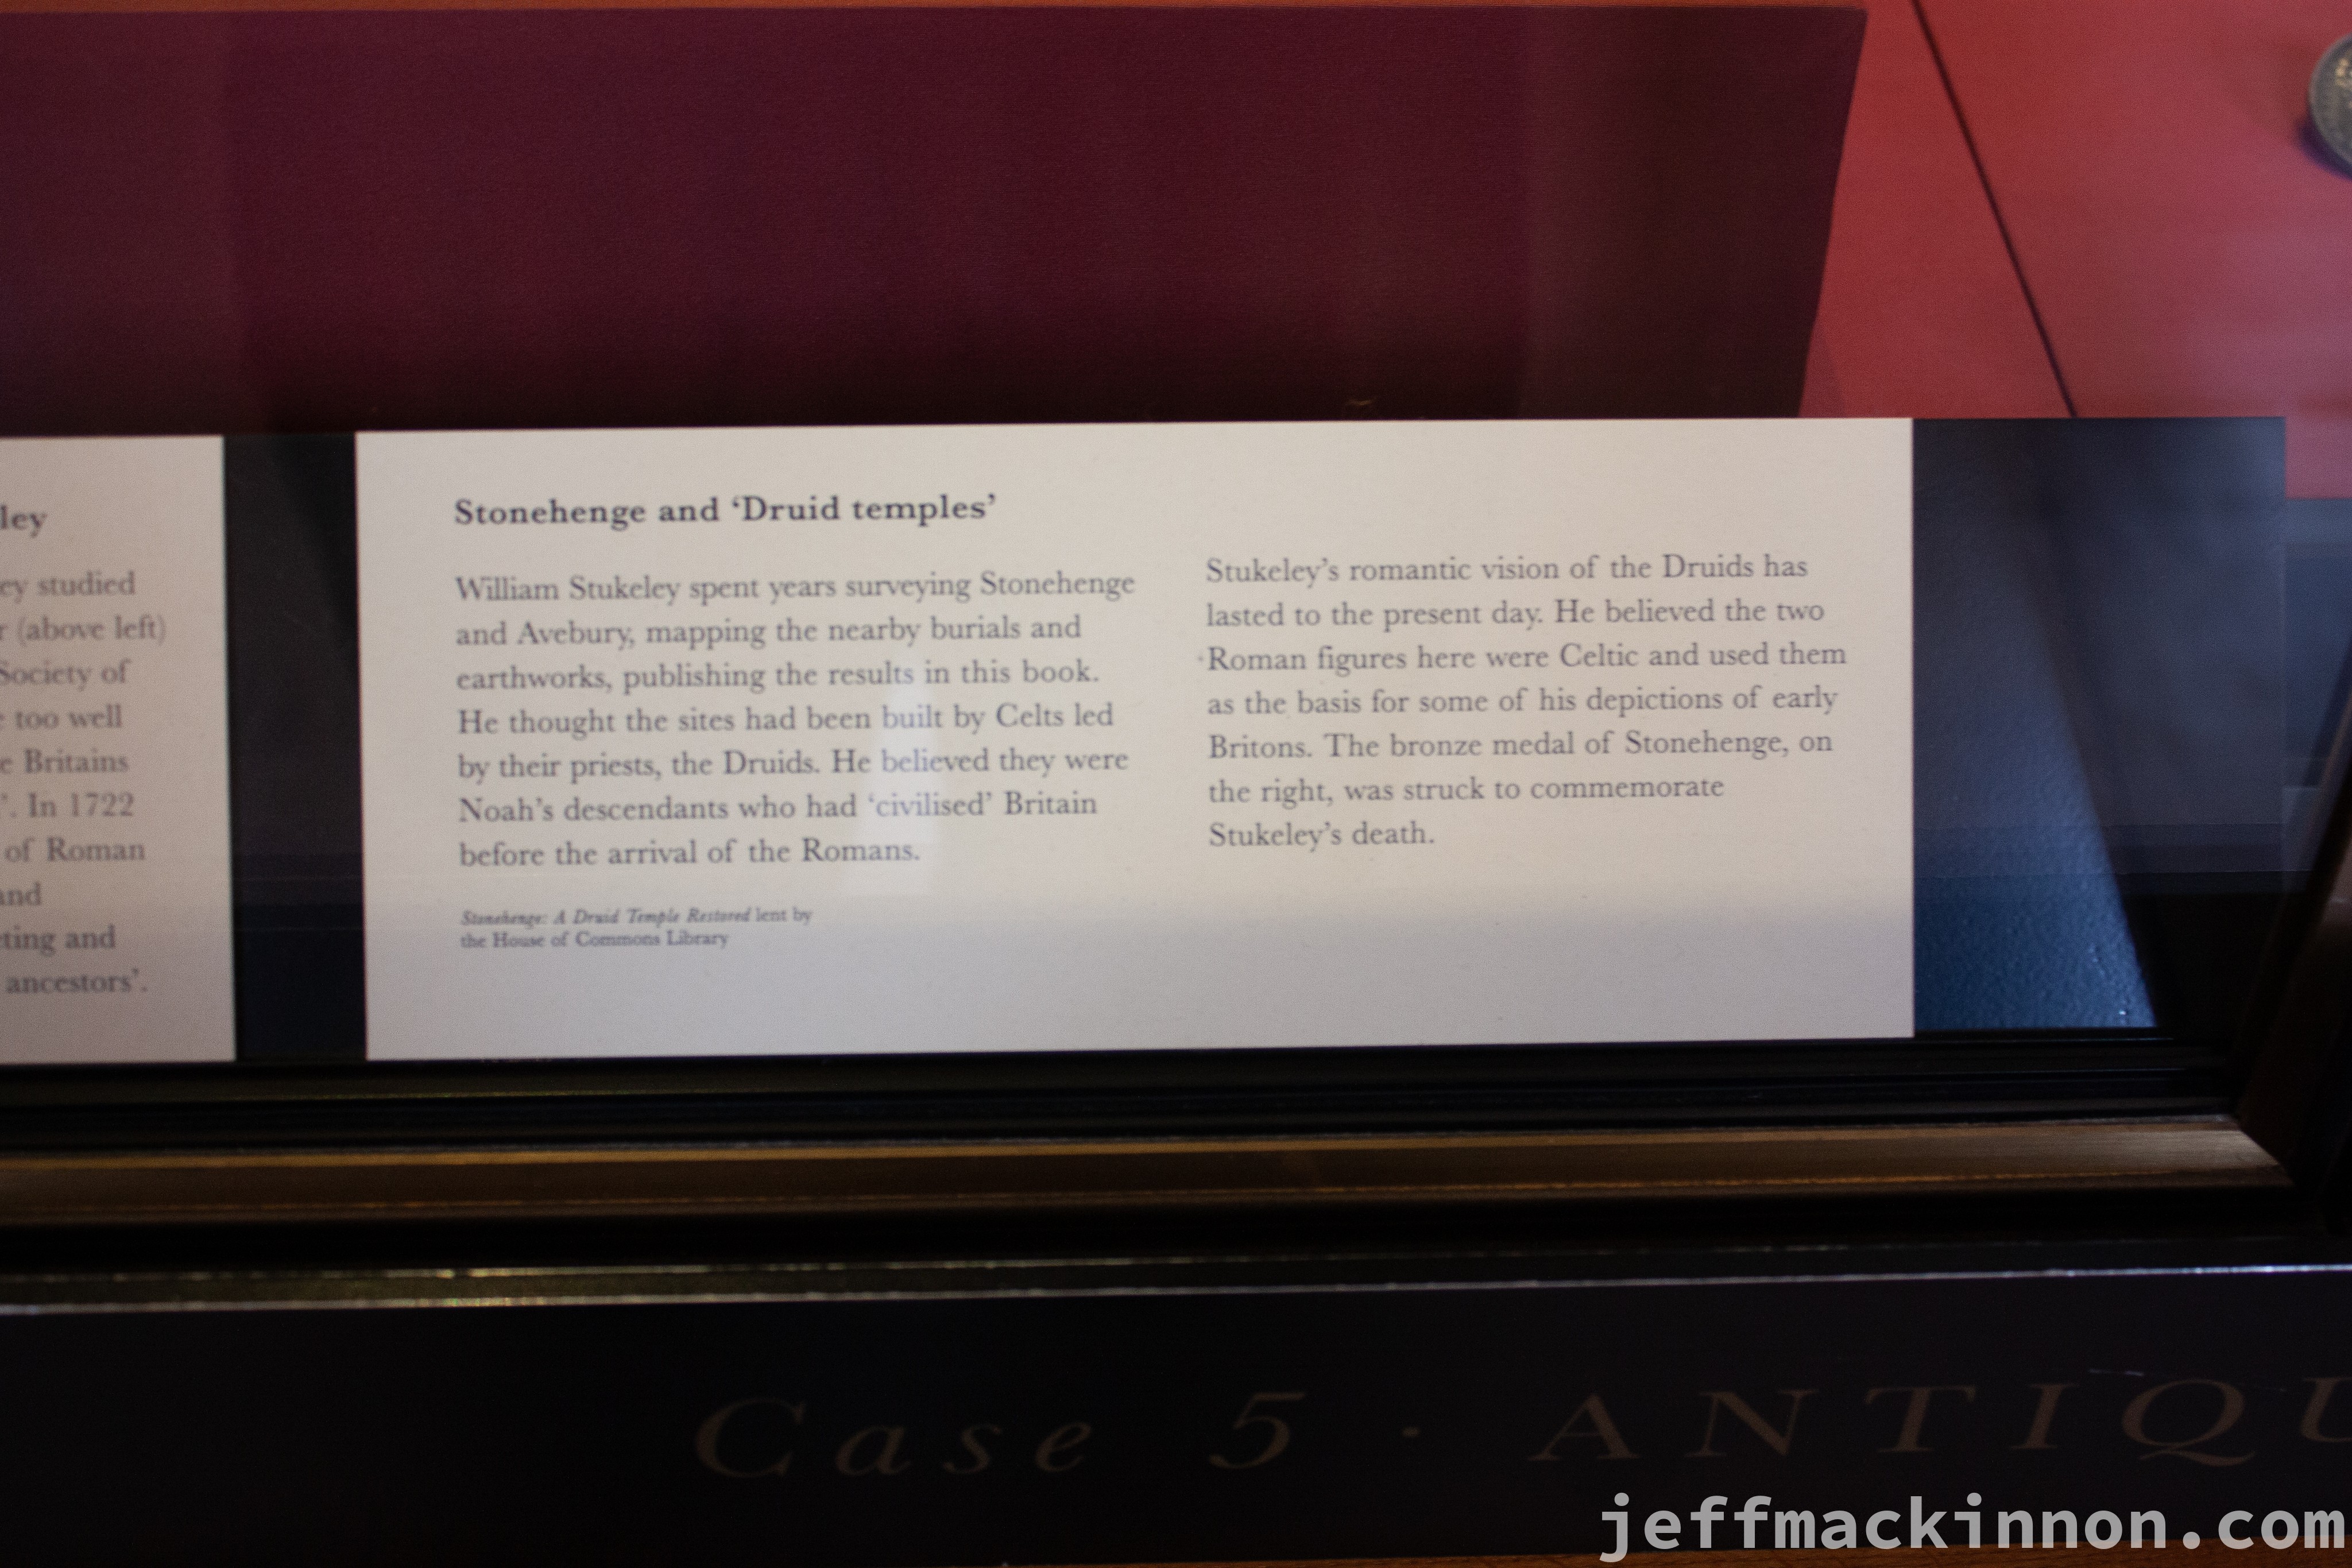 ley
ey studied
r (above left)
Society of
e too well
e Britains
'. In 1722
of Roman
and
ting and
ancestors'.
Stonehenge and ‘Druid temples’
William Stukeley spent years surveying Stonehenge
and Avebury, mapping the nearby burials and
earthworks, publishing the results in this book.
He thought the sites had been built by Celts led
by their priests, the Druids. He believed they were
Noah’s descendants who had ‘civilised’ Britain
before the arrival of the Romans.
Stonehenge: A Druid Temple Restored lent by
the House of Commons Library
Stukeley’s romantic vision of the Druids has
lasted to the present day. He believed the two
Roman figures here were Celtic and used them
as the basis for some of his depictions of early
Britons. The bronze medal of Stonehenge, on
the right, was struck to commemorate
Stukeley’s death.
Case 5 · ANTIQU
jeffmackinnon.com